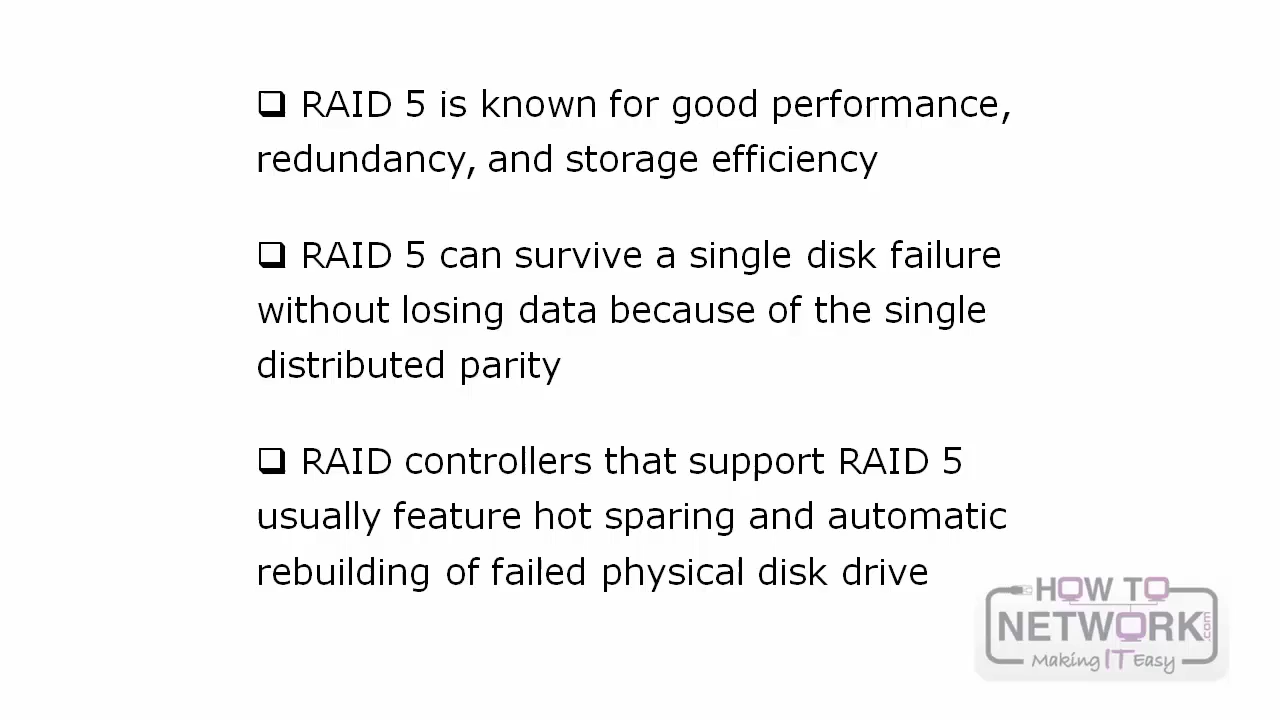 ❑ RAID 5 is known for good performance,
redundancy, and storage efficiency
❑ RAID 5 can survive a single disk failure
without losing data because of the single
distributed parity
❑ RAID controllers that support RAID 5
usually feature hot sparing and automatic
rebuilding of failed physical disk drive
HOW TO
NETWORK.com
Making IT Easy